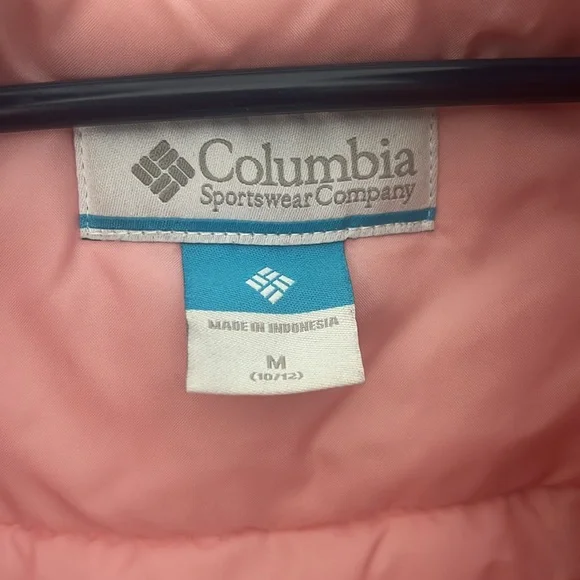 Columbia
Sportswear Company
MADE IN INDONESIA
M
(10/12)